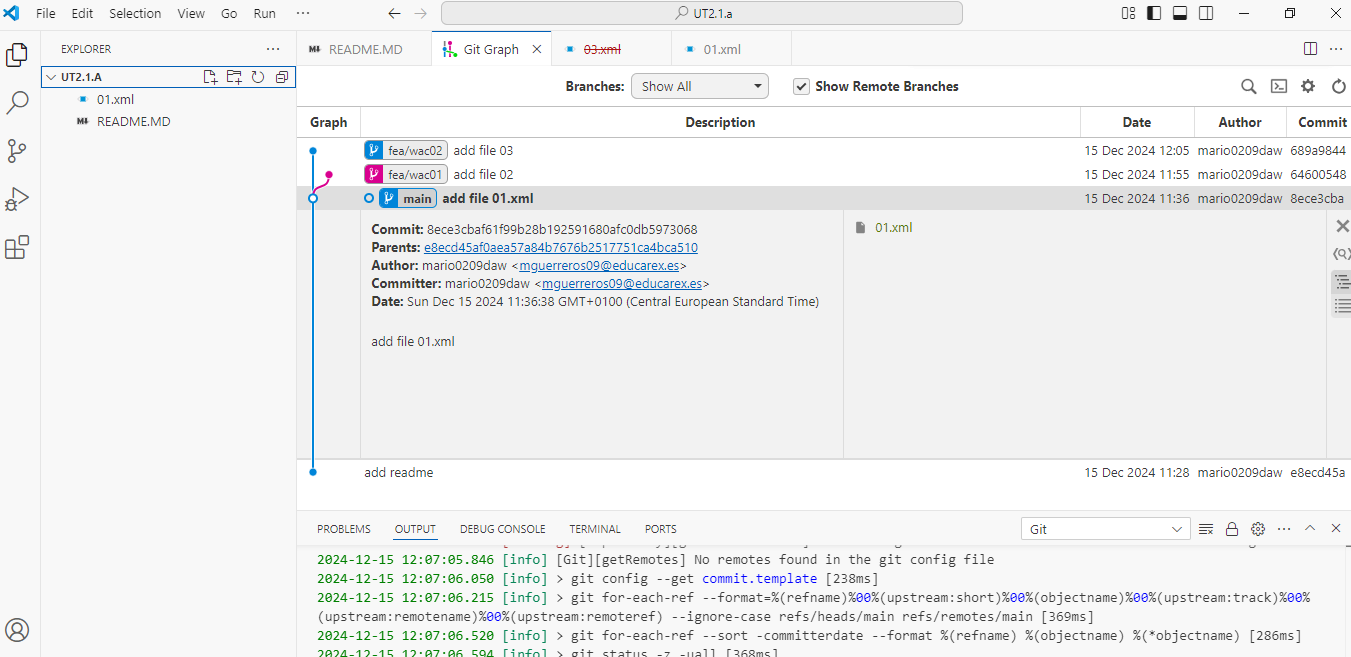 File Edit Selection View Go Run ··· UT2.1.a
EXPLORER ···
UT2.1.A
01.xml
README.MD
README.MD Git Graph 03.xml 01.xml
Branches: Show All Show Remote Branches
Graph Description Date Author Commit
fea/wac02 add file 03 15 Dec 2024 12:05 mario0209daw 689a9844
fea/wac01 add file 02 15 Dec 2024 11:55 mario0209daw 64600548
main add file 01.xml 15 Dec 2024 11:36 mario0209daw 8ece3cba
Commit: 8ece3cbaf61f99b28b192591680afc0db5973068
Parents: e8ecd45af0aea57a84b7676b2517751ca4bca510
Author: mario0209daw <mguerreros09@educarex.es>
Committer: mario0209daw <mguerreros09@educarex.es>
Date: Sun Dec 15 2024 11:36:38 GMT+0100 (Central European Standard Time)
add file 01.xml
01.xml
add readme 15 Dec 2024 11:28 mario0209daw e8ecd45a
PROBLEMS OUTPUT DEBUG CONSOLE TERMINAL PORTS Git
2024-12-15 12:07:05.846 [info] [Git][getRemotes] No remotes found in the git config file
2024-12-15 12:07:06.050 [info] > git config --get commit.template [238ms]
2024-12-15 12:07:06.215 [info] > git for-each-ref --format=%(refname)%00%(upstream:short)%00%(objectname)%00%(upstream:track)%00%
(upstream:remotename)%00%(upstream:remoteref) --ignore-case refs/heads/main refs/remotes/main [369ms]
2024-12-15 12:07:06.520 [info] > git for-each-ref --sort -committerdate --format %(refname) %(objectname) %(*objectname) [286ms]
2024-12-15 12:07:06.594 [info] > git status -z -uall [368ms]